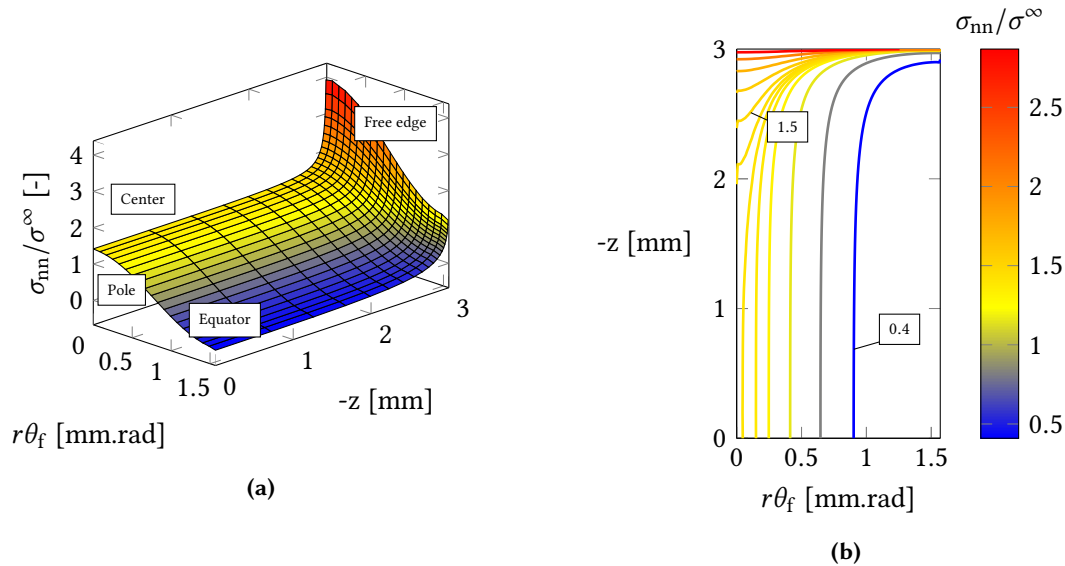 4
3
2
1
0
σnn/σ∞ [-]
Center
Pole
Equator
Free edge
0
0.5
1
1.5
0
1
2
3
rθf [mm.rad]
-z [mm]
(a)
3
2
1
0
-z [mm]
1.5
0.4
0
0.5
1
1.5
rθf [mm.rad]
σnn/σ∞
2.5
2
1.5
1
0.5
(b)